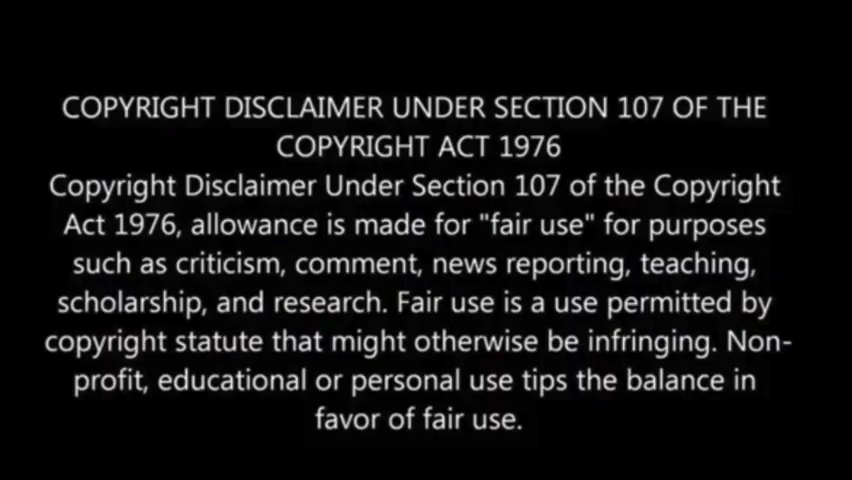 COPYRIGHT DISCLAIMER UNDER SECTION 107 OF THE
COPYRIGHT ACT 1976
Copyright Disclaimer Under Section 107 of the Copyright
Act 1976, allowance is made for "fair use" for purposes
such as criticism, comment, news reporting, teaching,
scholarship, and research. Fair use is a use permitted by
copyright statute that might otherwise be infringing. Non-
profit, educational or personal use tips the balance in
favor of fair use.